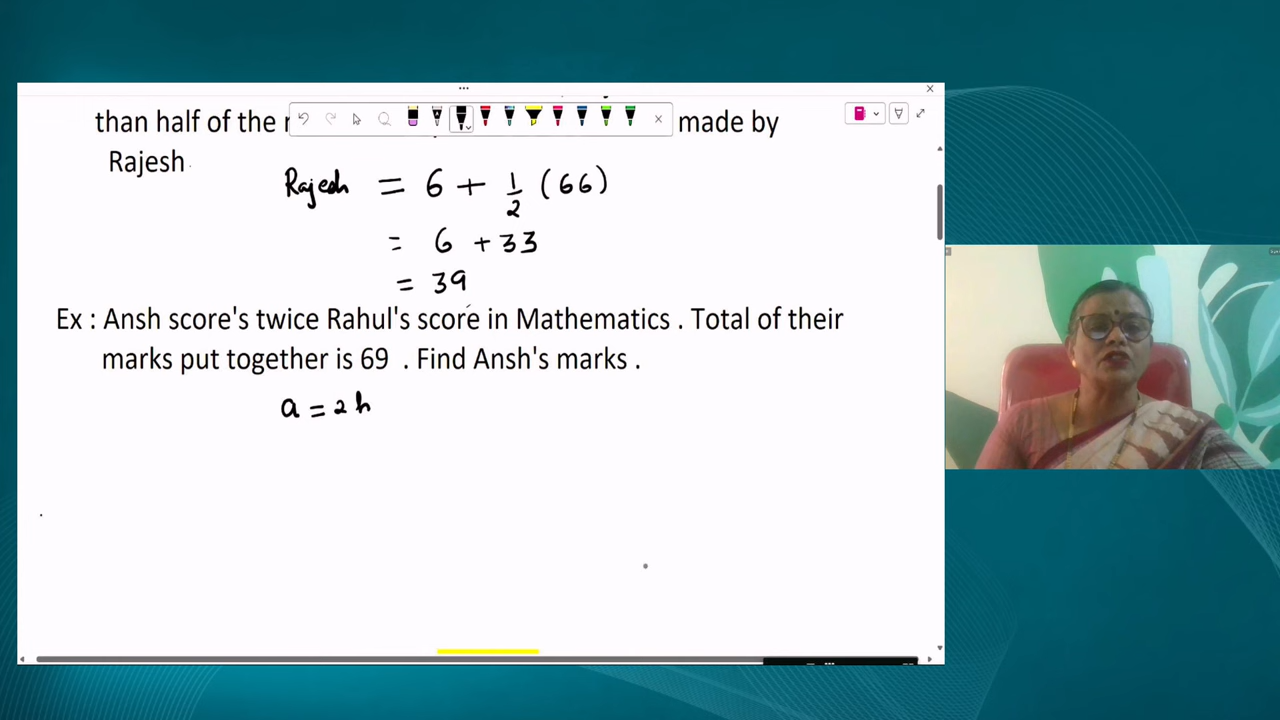 than half of the made by
Rajesh
Rajesh = 6 + 1/2 (66)
= 6 + 33
= 39
Ex : Ansh score's twice Rahul's score in Mathematics . Total of their
marks put together is 69 . Find Ansh's marks .
a = 2 h